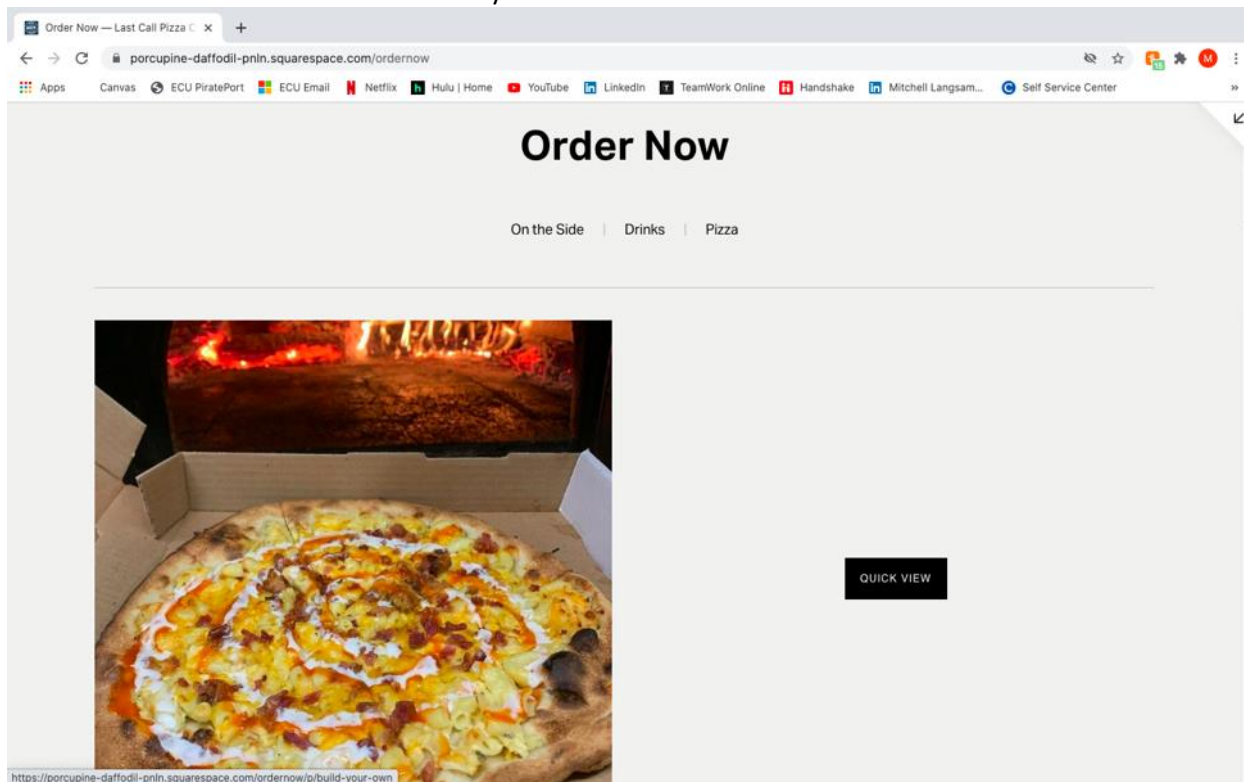 Order Now — Last Call Pizza C
porcupine-daffodil-pnln.squarespace.com/ordernow
15
M
Apps Canvas ECU PiratePort ECU Email Netflix Hulu | Home YouTube LinkedIn TeamWork Online Handshake Mitchell Langsam... Self Service Center »
Order Now
On the Side | Drinks | Pizza
QUICK VIEW
https://porcupine-daffodil-pnln.squarespace.com/ordernow/p/build-your-own